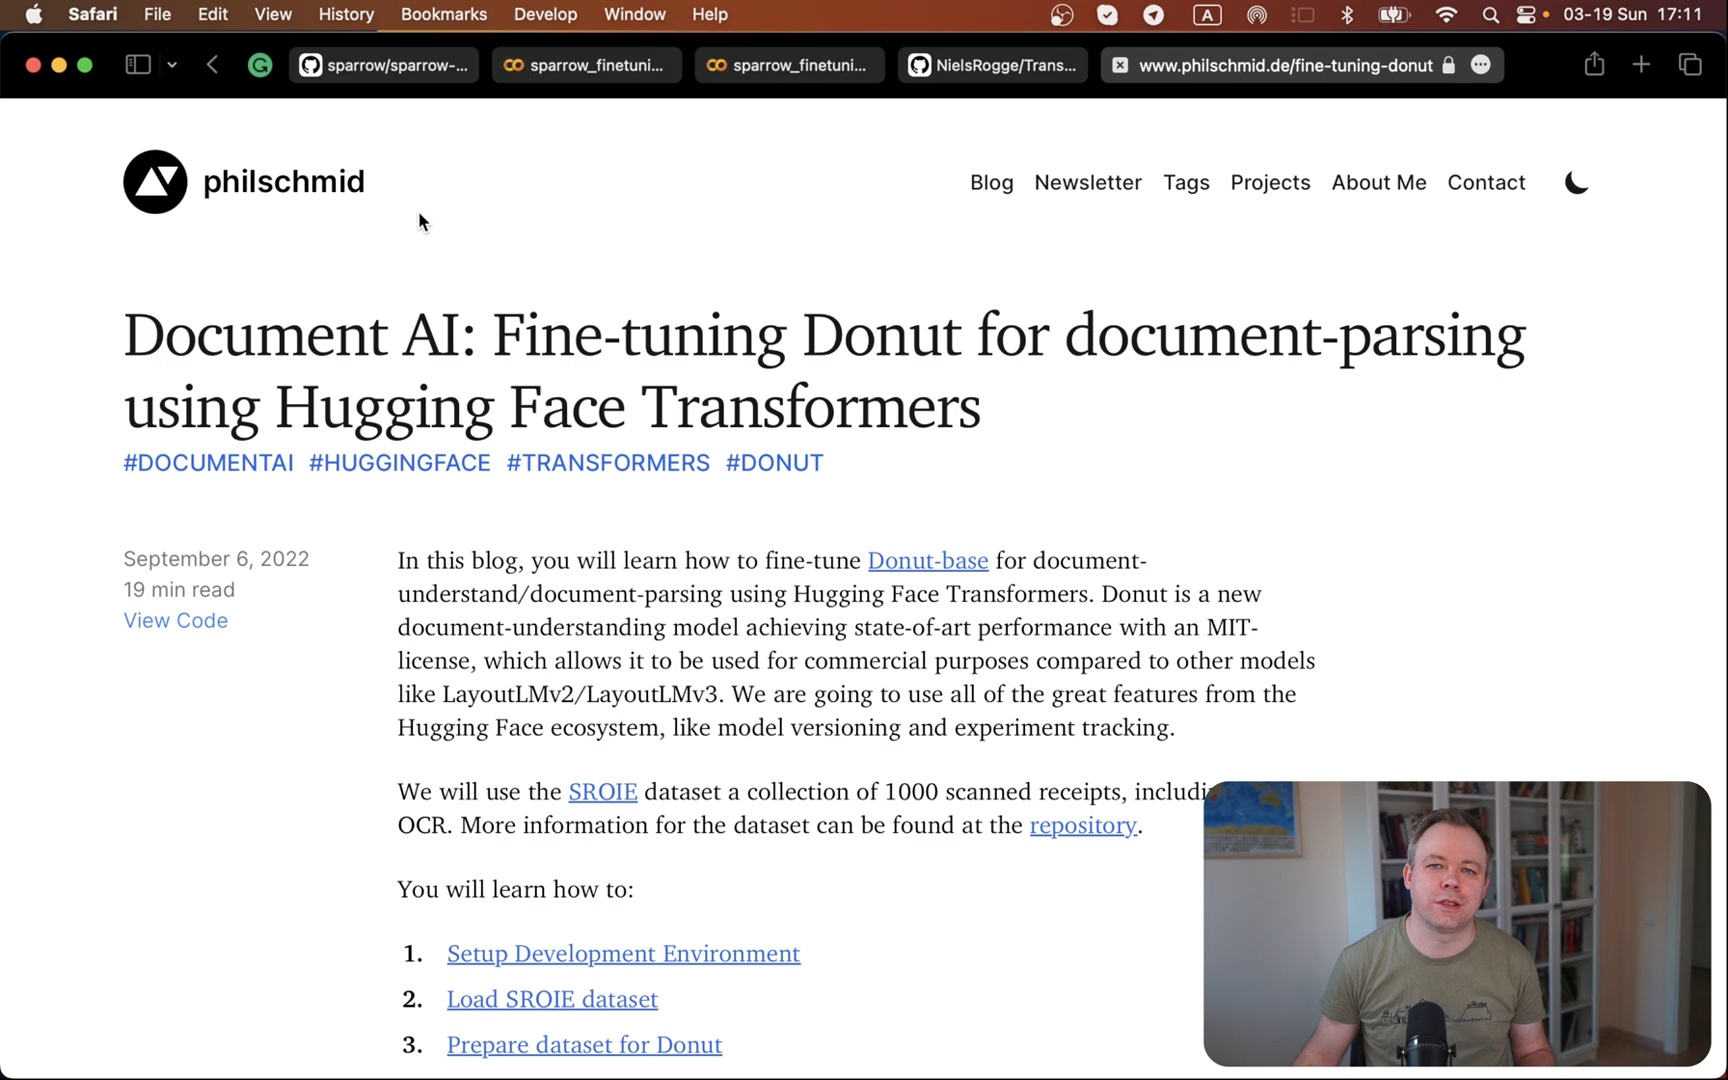 Safari File Edit View History Bookmarks Develop Window Help A 03-19 Sun 17:11
sparrow/sparrow-... sparrow_finetuni... sparrow_finetuni... NielsRogge/Trans... www.philschmid.de/fine-tuning-donut
philschmid
Blog Newsletter Tags Projects About Me Contact
Document AI: Fine-tuning Donut for document-parsing
using Hugging Face Transformers
#DOCUMENTAI #HUGGINGFACE #TRANSFORMERS #DONUT
September 6, 2022
19 min read
View Code
In this blog, you will learn how to fine-tune Donut-base for document-
understand/document-parsing using Hugging Face Transformers. Donut is a new
document-understanding model achieving state-of-art performance with an MIT-
license, which allows it to be used for commercial purposes compared to other models
like LayoutLMv2/LayoutLMv3. We are going to use all of the great features from the
Hugging Face ecosystem, like model versioning and experiment tracking.
We will use the SROIE dataset a collection of 1000 scanned receipts, includi
OCR. More information for the dataset can be found at the repository.
You will learn how to:
1. Setup Development Environment
2. Load SROIE dataset
3. Prepare dataset for Donut